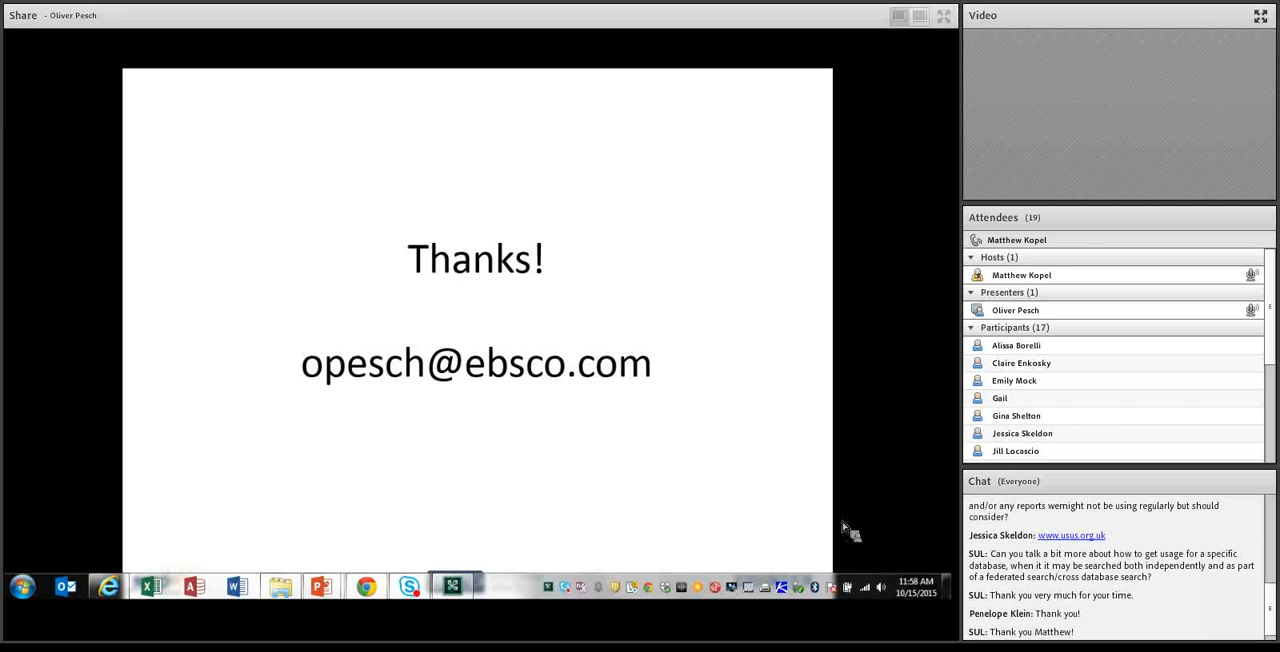 Share - Oliver Pesch
Thanks!
opesch@ebsco.com
11:58 AM
10/15/2015
Video
Attendees (19)
Matthew Kopel
Hosts (1)
Matthew Kopel
Presenters (1)
Oliver Pesch
Participants (17)
Alissa Borelli
Claire Enkosky
Emily Mock
Gail
Gina Shelton
Jessica Skeldon
Jill Locascio
Chat (Everyone)
and/or any reports wemight not be using regularly but should
consider?
Jessica Skeldon: www.usus.org.uk
SUL: Can you talk a bit more about how to get usage for a specific
database, when it it may be searched both independently and as part
of a federated search/cross database search?
SUL: Thank you very much for your time.
Penelope Klein: Thank you!
SUL: Thank you Matthew!